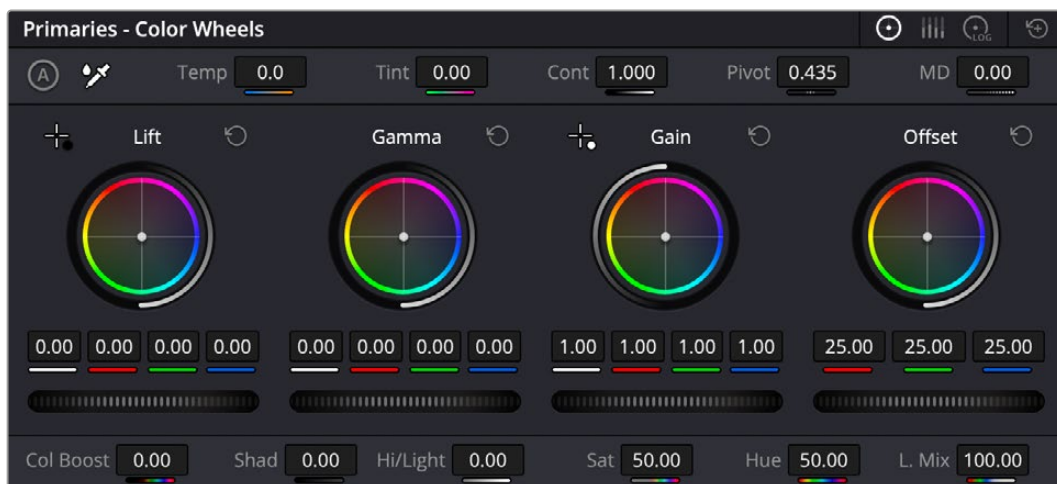 Primaries - Color Wheels LOG
A Temp 0.0 Tint 0.00 Cont 1.000 Pivot 0.435 MD 0.00
Lift Gamma Gain Offset
0.00 0.00 0.00 0.00 0.00 0.00 0.00 0.00 1.00 1.00 1.00 1.00 25.00 25.00 25.00
Col Boost 0.00 Shad 0.00 Hi/Light 0.00 Sat 50.00 Hue 50.00 L. Mix 100.00